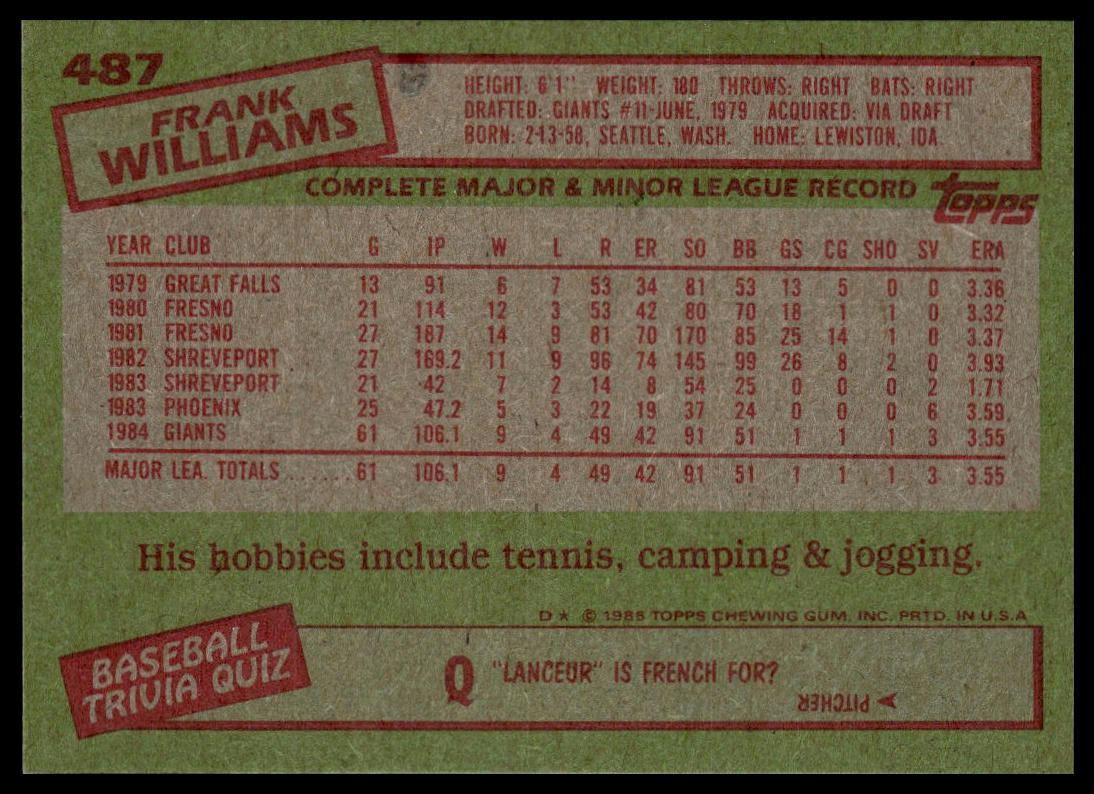 487
FRANK
WILLIAMS
HEIGHT: 6'1" WEIGHT: 180 THROWS: RIGHT BATS: RIGHT
DRAFTED: GIANTS #11-JUNE, 1979 ACQUIRED: VIA DRAFT
BORN: 2-13-58, SEATTLE, WASH. HOME: LEWISTON, IDA.
COMPLETE MAJOR & MINOR LEAGUE RECORD topps
YEAR CLUB G IP W L R ER SO BB GS CG SHO SV ERA
1979 GREAT FALLS 13 91 6 7 53 34 81 53 13 5 0 0 3.36
1980 FRESNO 21 114 12 3 53 42 80 70 18 1 1 0 3.32
1981 FRESNO 27 187 14 9 81 70 170 85 25 14 1 0 3.37
1982 SHREVEPORT 27 169.2 11 9 96 74 145 99 26 8 2 0 3.93
1983 SHREVEPORT 21 42 7 2 14 8 54 25 0 0 0 2 1.71
1983 PHOENIX 25 47.2 5 3 22 19 37 24 0 0 0 6 3.59
1984 GIANTS 61 106.1 9 4 49 42 91 51 1 1 1 3 3.55
MAJOR LEA. TOTALS ...... 61 106.1 9 4 49 42 91 51 1 1 1 3 3.55
His hobbies include tennis, camping & jogging.
D★ © 1985 TOPPS CHEWING GUM, INC. PRTD. IN U.S.A
BASEBALL
TRIVIA QUIZ
Q "LANCEUR" IS FRENCH FOR?
PITCHER